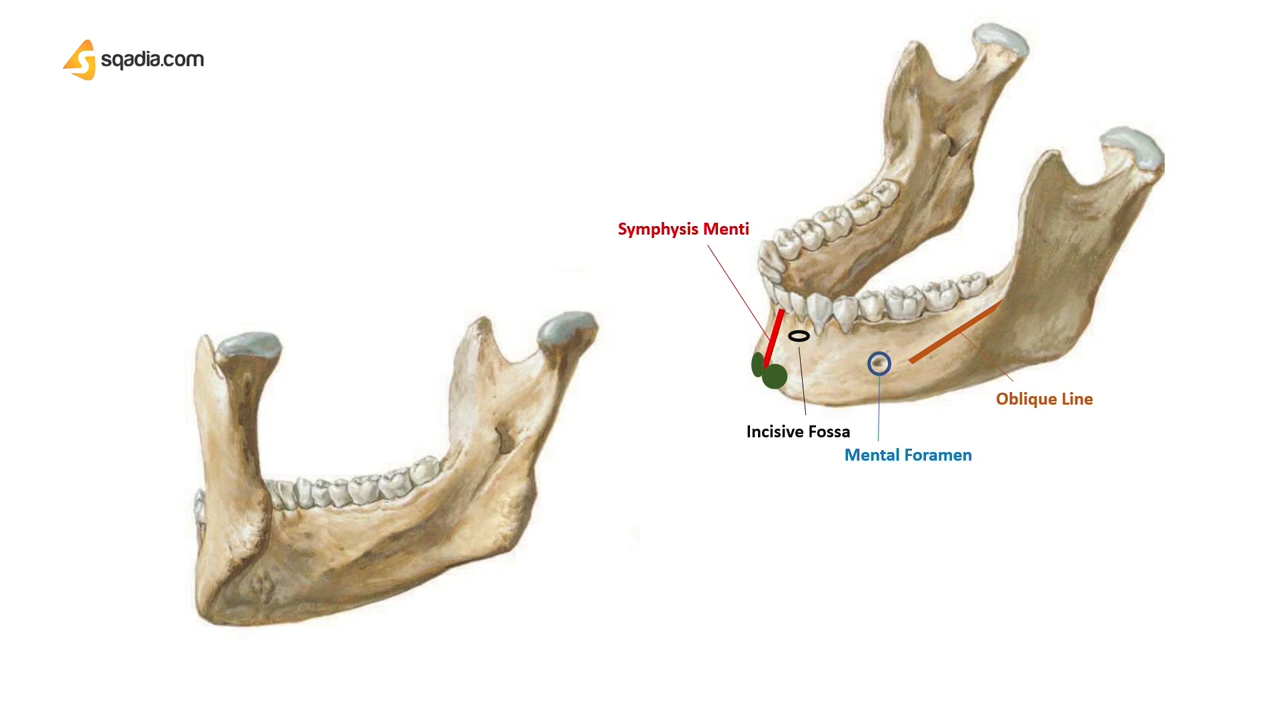 sqadia.com
Symphysis Menti
Oblique Line
Incisive Fossa
Mental Foramen